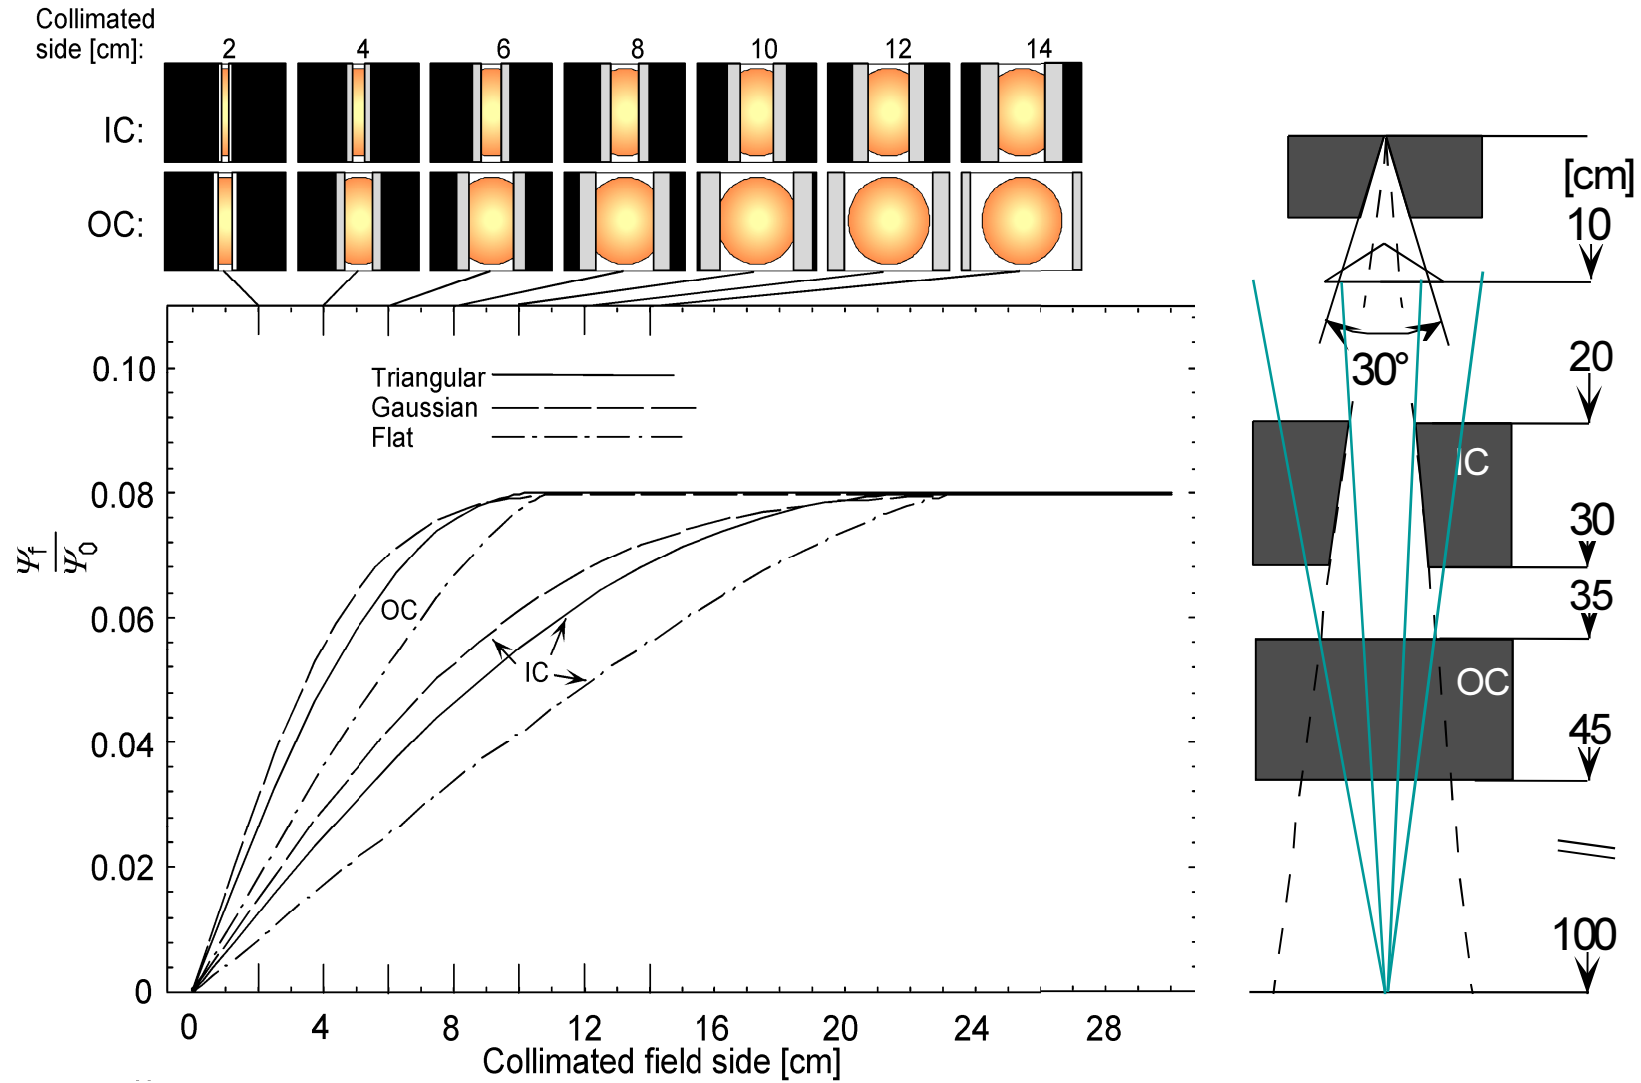 Collimated
side [cm]: 2 4 6 8 10 12 14
IC:
OC:
[cm]
10
20
30°
IC
30
35
OC
45
100
0.10
0.08
0.06
0.04
0.02
0
Ψf
Ψ0
Triangular
Gaussian
Flat
OC
IC
0 4 8 12 16 20 24 28
Collimated field side [cm]